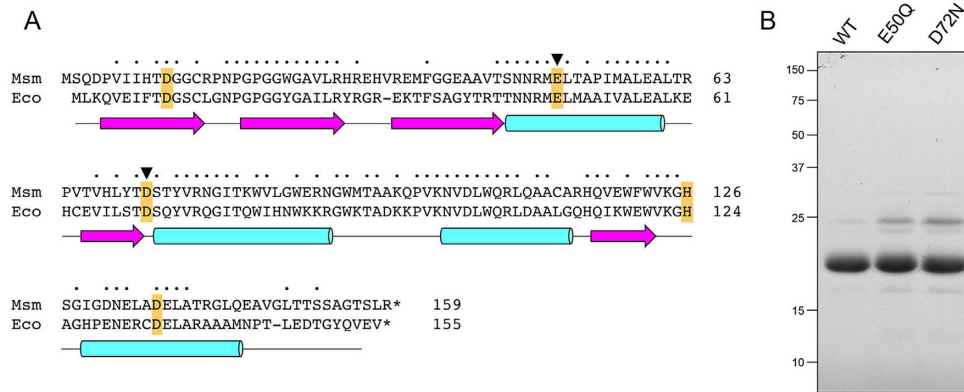 A
Msm MSQDPVIIHTDGGCRPNPGPGGWGAVLRHREHVREMFGGEAAVTSNNRMELTAPIMALEALTR 63
Eco MLKQVEIFTDGSCLGNPGPGGYGAILRYRGR-EKTFSAGYTRTTNNRMELMAAIVALEALKE 61
Msm PVTVHLYTDSTYVRNGITKWVLGWERNGWMTAAKQPVKNVDLWQRLQAACARHQVEWFWVKGH 126
Eco HCEVILSTDSQYVRQGITQWIHNWKKRGWKTADKKPVKNVDLWQRLDAALGQHQIKWEWVKGH 124
Msm SGIGDNELADELATRGLQEAVGLTTSSAGTSLR* 159
Eco AGHPENERCDELARAAAMNPT-LEDTGYQVEV* 155
B
WT E50Q D72N
150
75
50
37
25
15
10